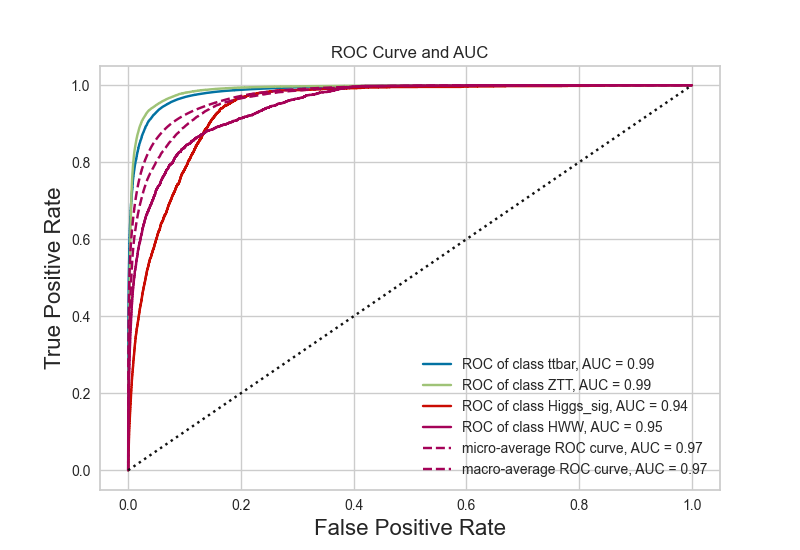 ROC Curve and AUC
1.0
0.8
0.6
0.4
0.2
0.0
True Positive Rate
ROC of class ttbar, AUC = 0.99
ROC of class ZTT, AUC = 0.99
ROC of class Higgs_sig, AUC = 0.94
ROC of class HWW, AUC = 0.95
micro-average ROC curve, AUC = 0.97
macro-average ROC curve, AUC = 0.97
0.0 0.2 0.4 0.6 0.8 1.0
False Positive Rate